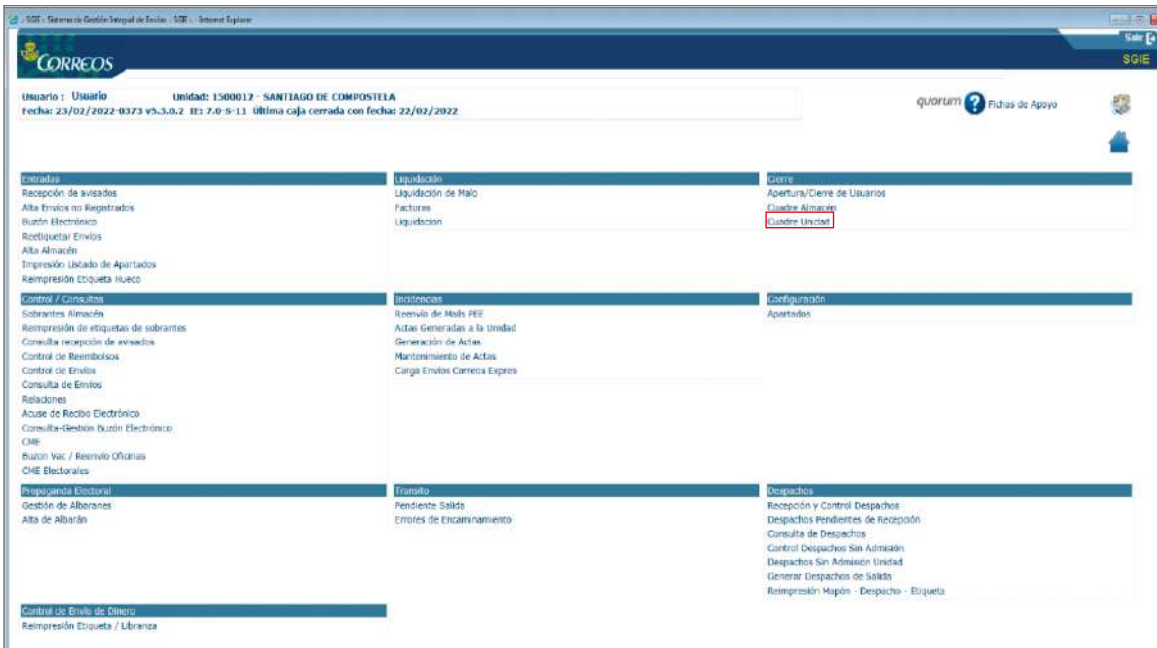 SGIE : Sistema de Gestión Integral de Envíos : SGIE : - Internet Explorer
Salir
CORREOS
SGIE
Usuario : Usuario Unidad: 1500012 - SANTIAGO DE COMPOSTELA
Fecha: 23/02/2022-0373 v5.3.0.2 IE: 7.0-S-11 Última caja cerrada con fecha: 22/02/2022
quorum ? Fichas de Apoyo
Entradas
Recepción de avisados
Alta Envíos no Registrados
Buzón Electrónico
Reetiquetar Envíos
Alta Almacén
Impresión Listado de Apartados
Reimpresión Etiqueta Hueco
Liquidación
Liquidación de Malo
Facturas
Liquidacion
Cierre
Apertura/Cierre de Usuarios
Cuadre Almacén
Cuadre Unidad
Control / Consultas
Sobrantes Almacén
Reimpresión de etiquetas de sobrantes
Consulta recepción de avisados
Control de Reembolsos
Control de Envíos
Consulta de Envíos
Relaciones
Acuse de Recibo Electrónico
Consulta-Gestión Buzón Electrónico
CME
Buzon Vac / Reenvio Oficinas
CME Electorales
Incidencias
Reenvío de Mails PEE
Actas Generadas a la Unidad
Generación de Actas
Mantenimiento de Actas
Carga Envios Correos Expres
Configuración
Apartados
Propaganda Electoral
Gestión de Albaranes
Alta de Albarán
Transito
Pendiente Salida
Errores de Encaminamiento
Despachos
Recepción y Control Despachos
Despachos Pendientes de Recepción
Consulta de Despachos
Control Despachos Sin Admisión
Despachos Sin Admisión Unidad
Generar Despachos de Salida
Reimpresión Mapón - Despacho - Etiqueta
Control de Envío de Dinero
Reimpresión Etiqueta / Libranza